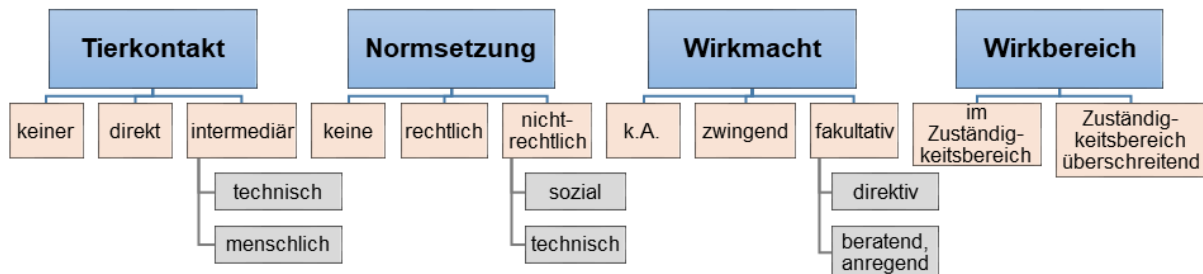 Tierkontakt
Normsetzung
Wirkmacht
Wirkbereich
keiner
direkt
intermediär
technisch
menschlich
keine
rechtlich
nicht-
rechtlich
sozial
technisch
k.A.
zwingend
fakultativ
direktiv
beratend,
anregend
im
Zuständig-
keitsbereich
Zuständig-
keitsbereich
überschreitend